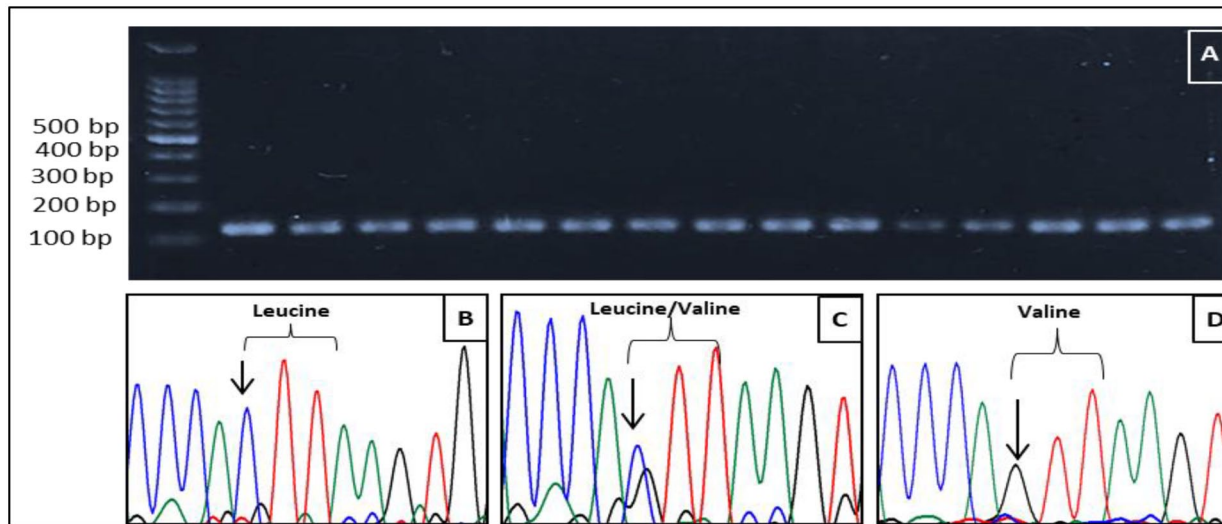 A
500 bp
400 bp
300 bp
200 bp
100 bp
Leucine
B
Leucine/Valine
C
Valine
D